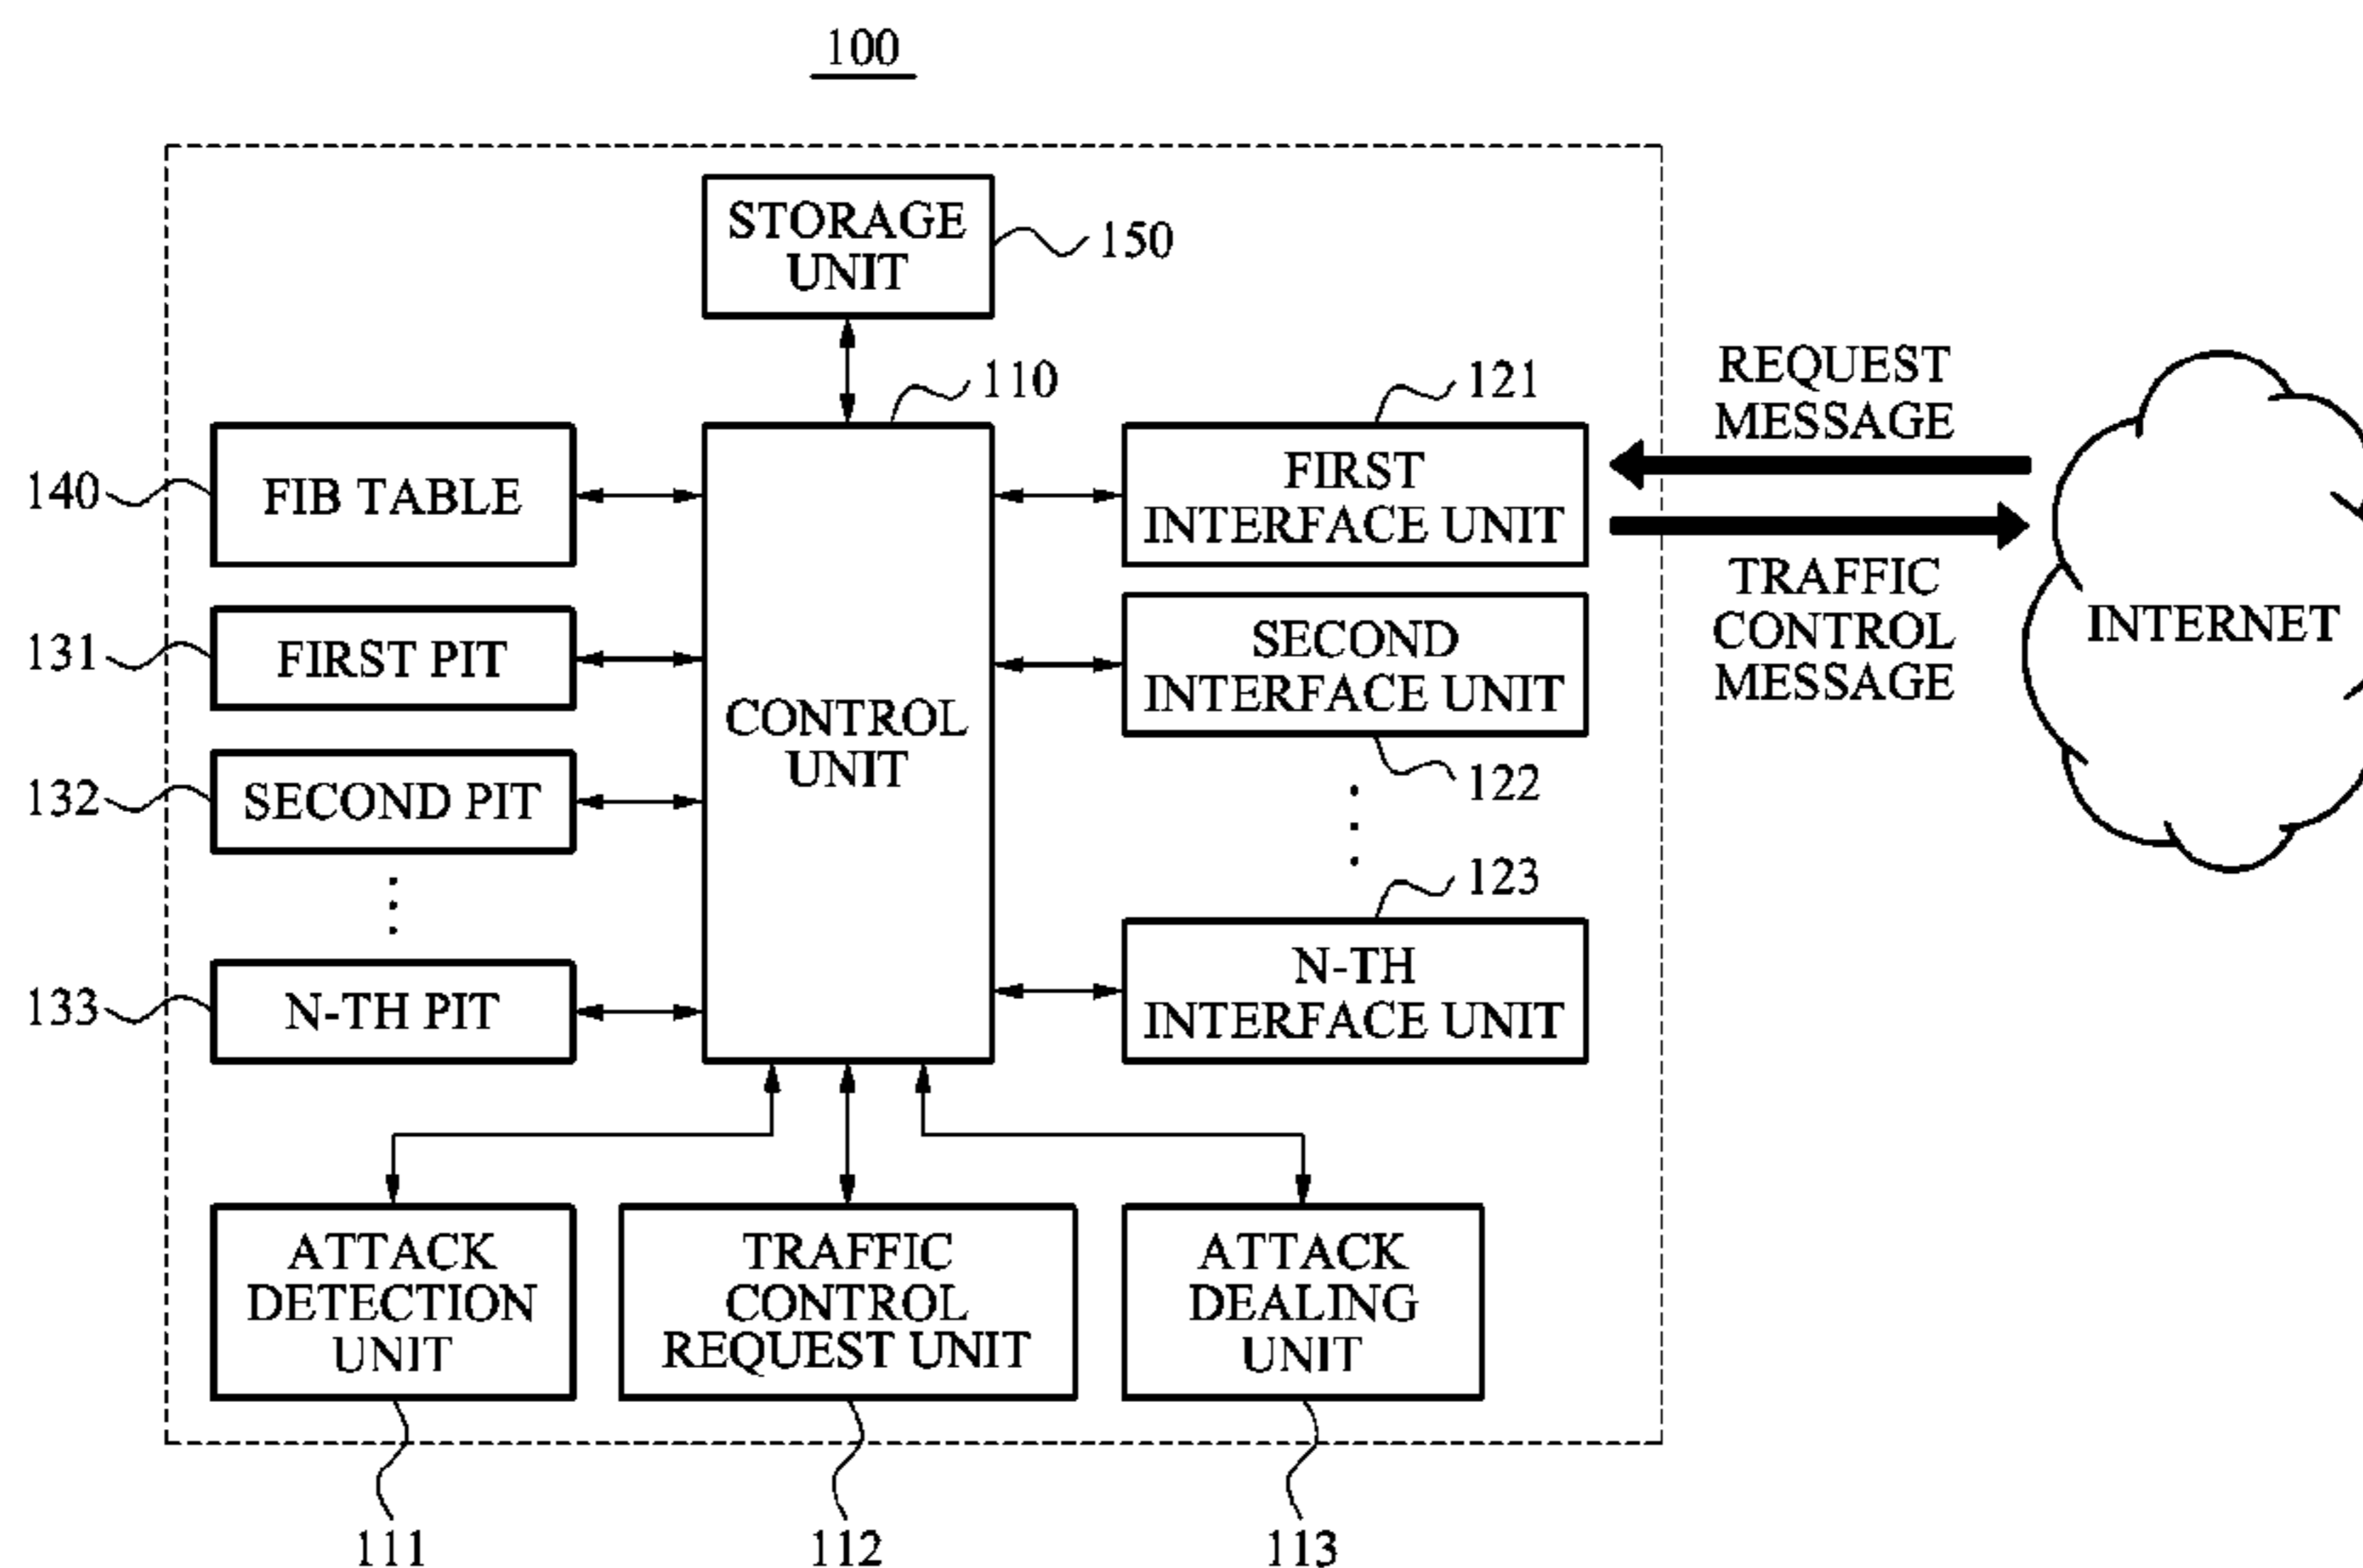 100
STORAGE
UNIT
150
110
121
FIB TABLE
140
FIRST
INTERFACE UNIT
REQUEST
MESSAGE
FIRST PIT
131
SECOND
INTERFACE UNIT
122
TRAFFIC
CONTROL
MESSAGE
INTERNET
CONTROL
UNIT
SECOND PIT
132
123
N-TH PIT
133
N-TH
INTERFACE UNIT
ATTACK
DETECTION
UNIT
TRAFFIC
CONTROL
REQUEST UNIT
ATTACK
DEALING
UNIT
111
112
113